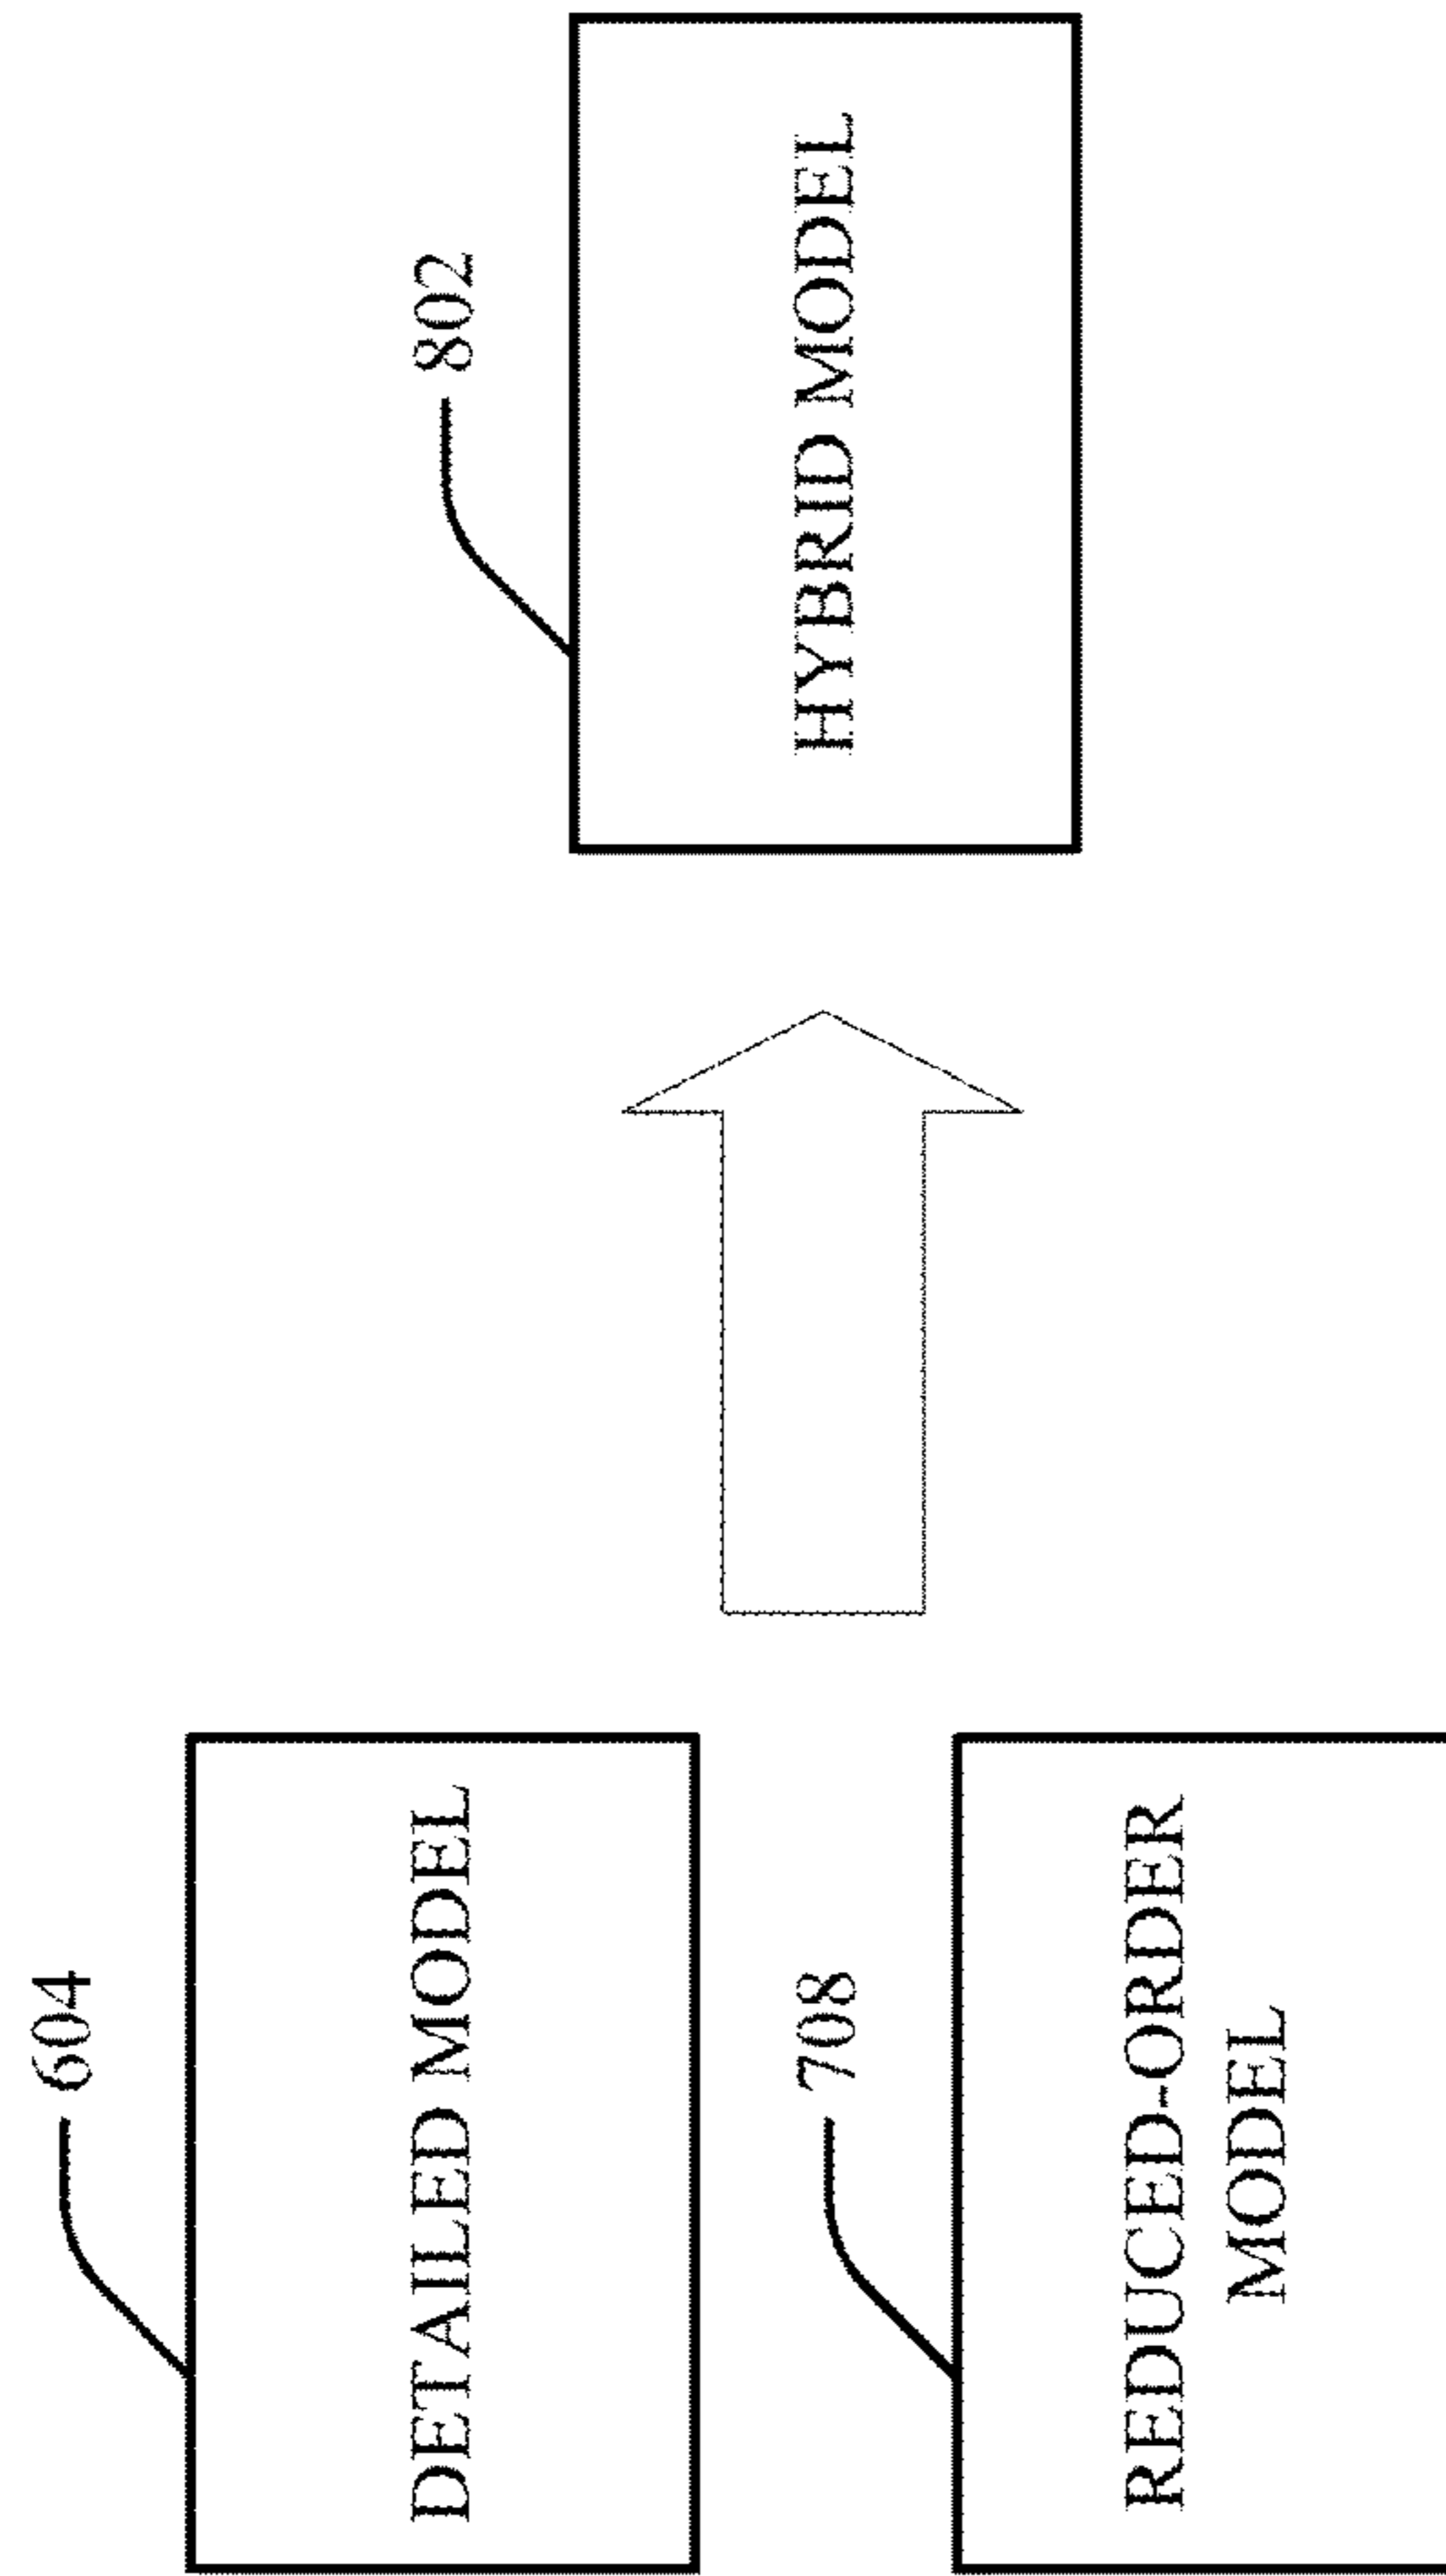 604
DETAILED MODEL
708
REDUCED-ORDER
MODEL
802
HYBRID MODEL